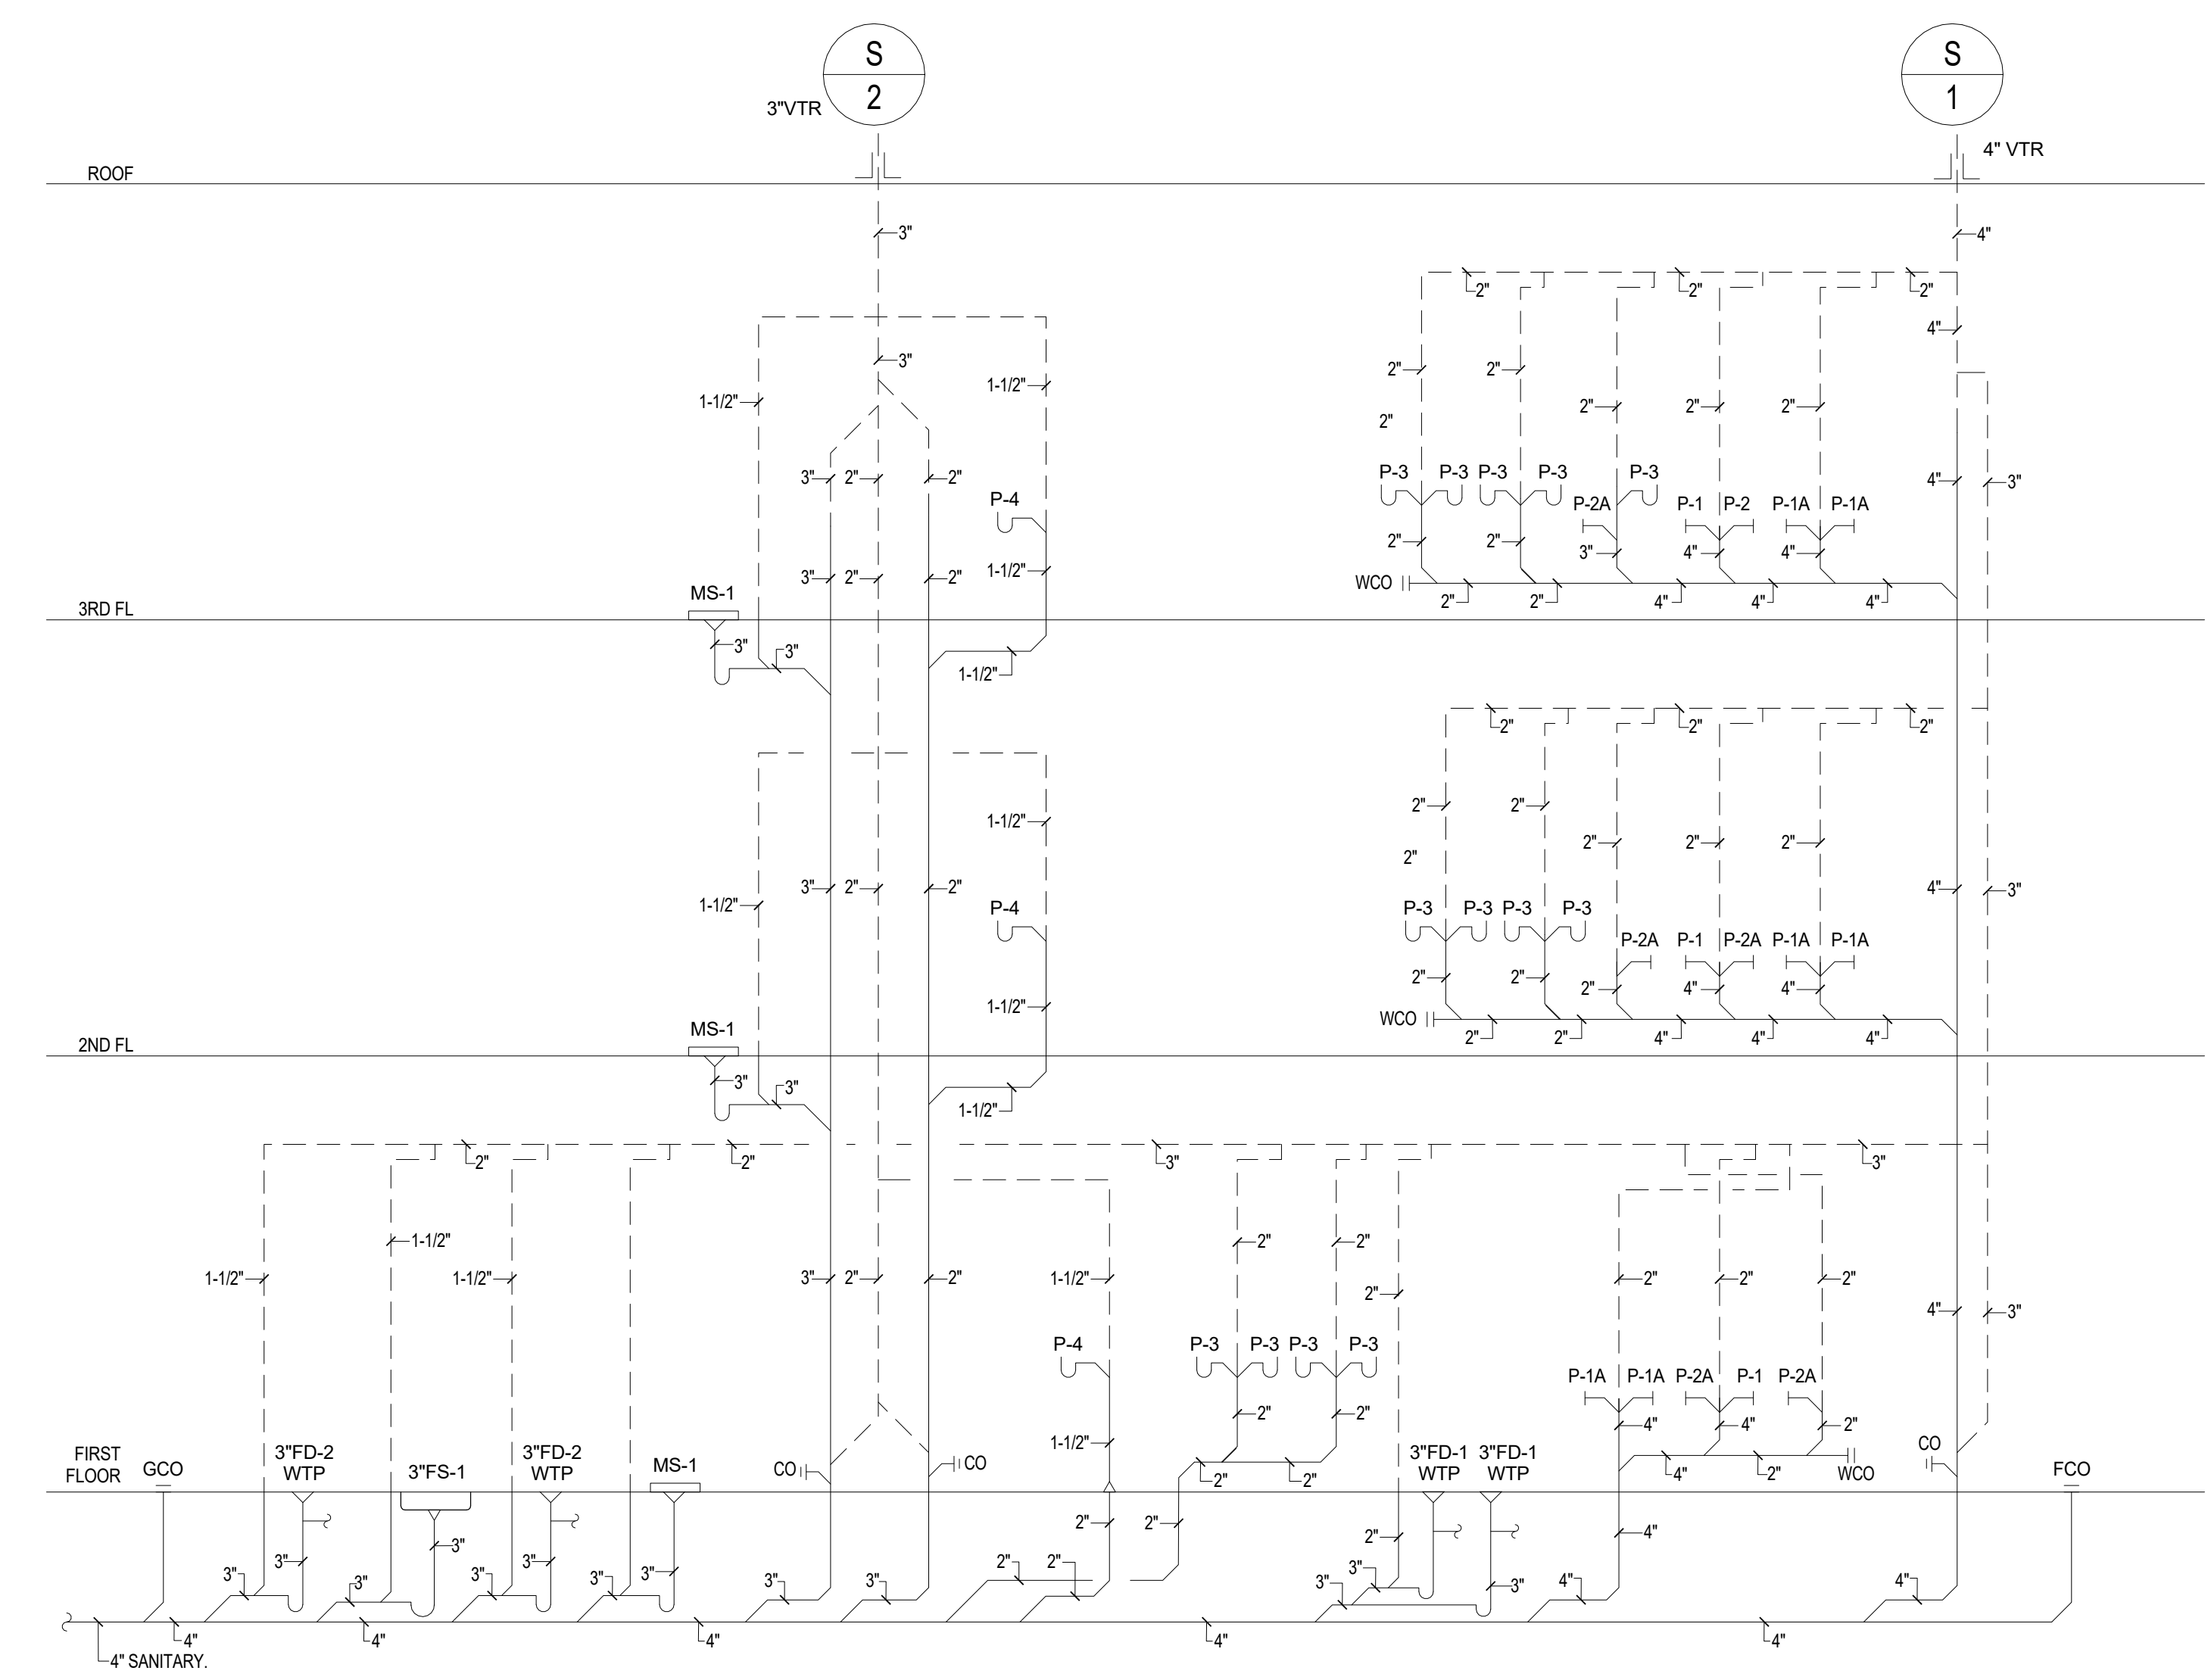 S
2
3"VTR
S
1
4" VTR
ROOF
3"
4"
2"
2"
2"
4"
3"
1-1/2"
1-1/2"
2"
2"
2"
2"
2"
2"
3"
2"
2"
4"
3"
P-3
P-3
P-3
P-3
P-3
P-4
P-2A
P-1
P-2
P-1A
P-1A
2"
2"
3"
4"
4"
3"
2"
2"
1-1/2"
WCO
2"
2"
4"
4"
4"
MS-1
3RD FL
3"
3"
1-1/2"
2"
2"
2"
2"
2"
1-1/2"
2"
2"
2"
2"
2"
3"
2"
2"
4"
3"
1-1/2"
P-4
P-3
P-3
P-3
P-3
P-2A
P-1
P-2A
P-1A
P-1A
1-1/2"
2"
2"
2"
4"
4"
WCO
2"
2"
4"
4"
4"
MS-1
2ND FL
3"
3"
1-1/2"
2"
2"
3"
3"
1-1/2"
2"
2"
1-1/2"
1-1/2"
3"
2"
2"
1-1/2"
2"
2"
2"
2"
4"
3"
P-4
P-3
P-3
P-3
P-3
P-1A
P-1A
P-2A
P-1
P-2A
2"
2"
4"
4"
2"
1-1/2"
FIRST
FLOOR
GCO
3"FD-2
WTP
3"FS-1
3"FD-2
WTP
MS-1
CO
CO
2"
2"
3"FD-1
WTP
3"FD-1
WTP
4"
2"
WCO
CO
FCO
2"
2"
2"
4"
3"
3"
3"
3"
3"
3"
3"
3"
3"
3"
2"
2"
3"
3"
3"
4"
4"
4"
4"
4"
4"
4"
4" SANITARY.